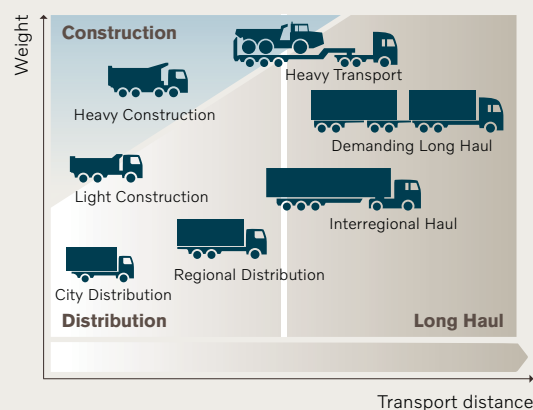 Weight
Construction
Heavy Transport
Heavy Construction
Demanding Long Haul
Light Construction
Interregional Haul
Regional Distribution
City Distribution
Distribution
Long Haul
Transport distance